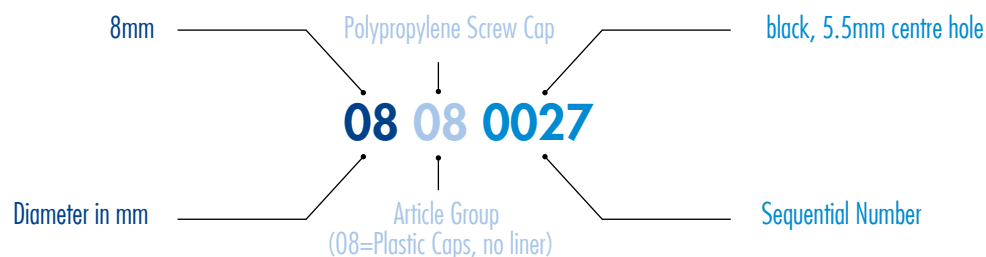 8mm
Polypropylene Screw Cap
black, 5.5mm centre hole
08 08 0027
Diameter in mm
Article Group
(08=Plastic Caps, no liner)
Sequential Number